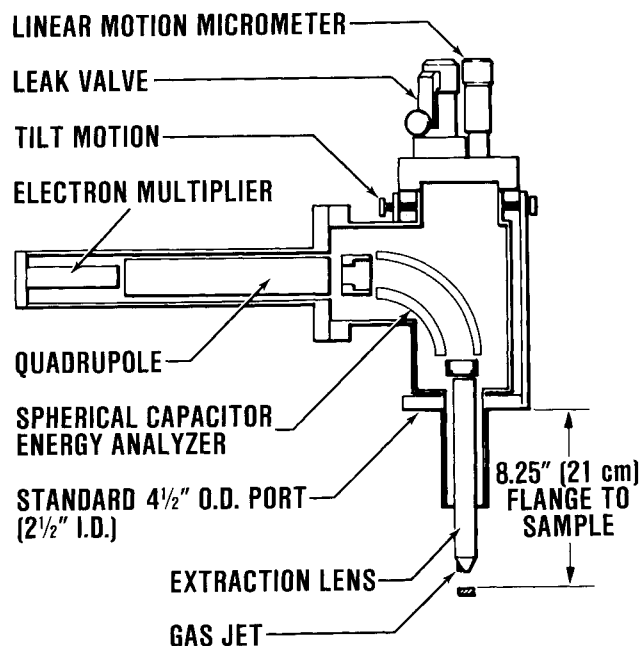 LINEAR MOTION MICROMETER
LEAK VALVE
TILT MOTION
ELECTRON MULTIPLIER
QUADRUPOLE
SPHERICAL CAPACITOR
ENERGY ANALYZER
STANDARD 4½" O.D. PORT
(2½" I.D.)
8.25" (21 cm)
FLANGE TO
SAMPLE
EXTRACTION LENS
GAS JET